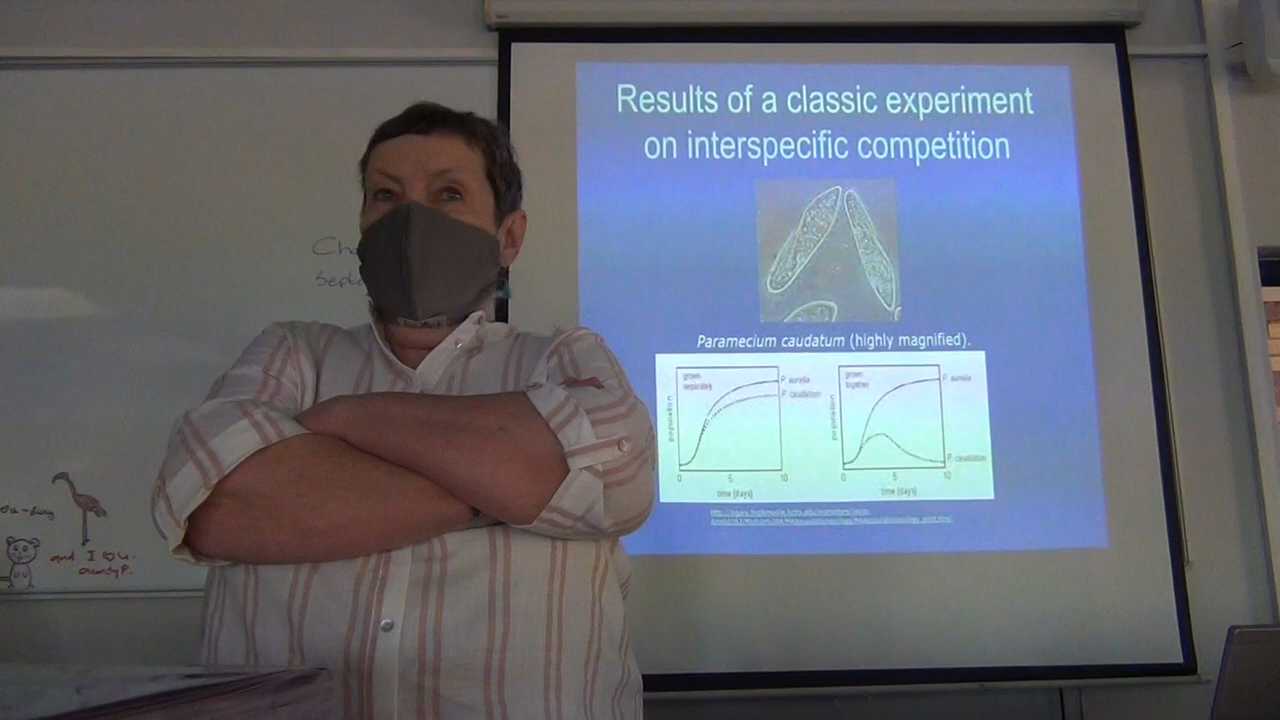 Results of a classic experiment
on interspecific competition
Paramecium caudatum (highly magnified).
grown
separately
P. aurelia
P. caudatum
population
0
5
10
time (days)
grown
together
P. aurelia
P. caudatum
population
0
5
10
time (days)
and I